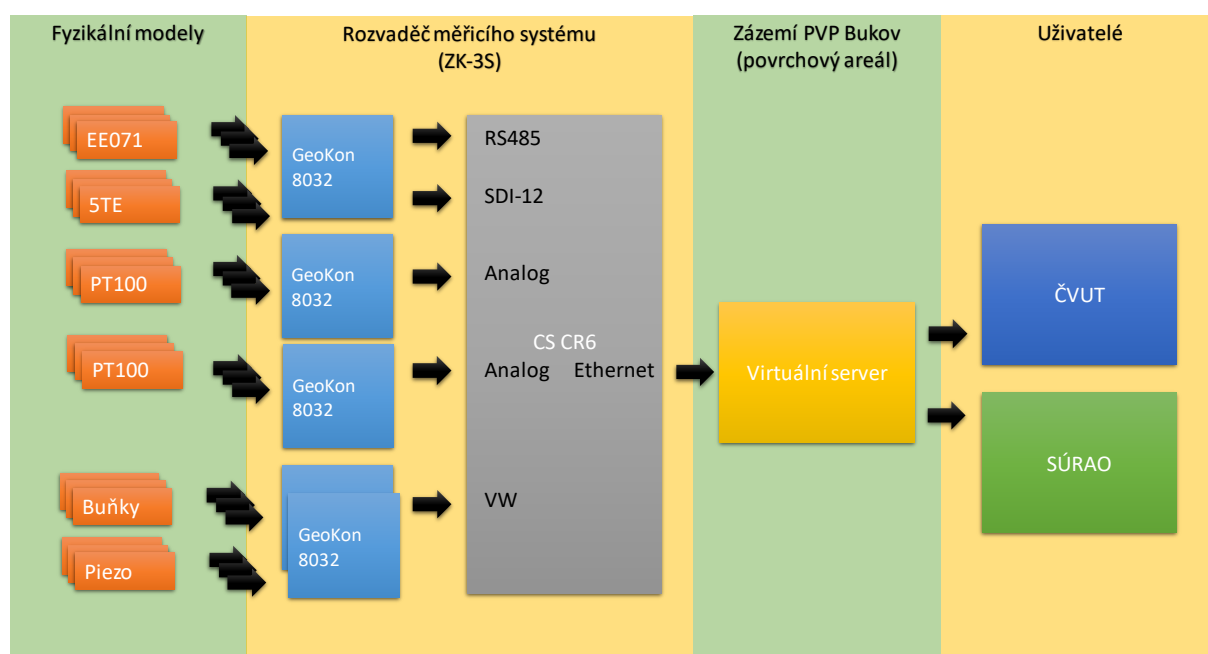 Fyzikální modely
Rozvaděč měřicího systému
(ZK-3S)
Zázemí PVP Bukov
(povrchový areál)
Uživatelé
EE071
5TE
PT100
PT100
Buňky
Piezo
GeoKon
8032
GeoKon
8032
GeoKon
8032
GeoKon
8032
RS485
SDI-12
Analog
CS CR6
Analog Ethernet
VW
Virtuální server
ČVUT
SÚRAO